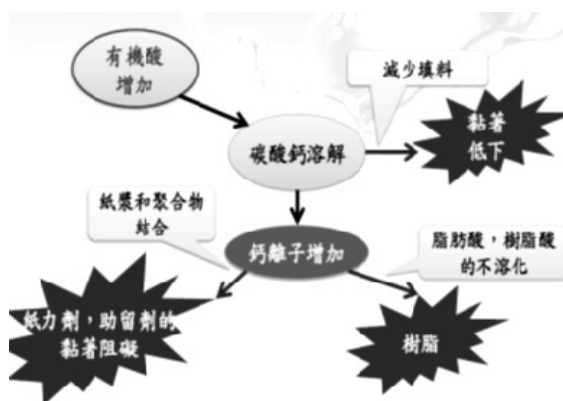 有機酸
增加
減少填料
碳酸鈣溶解
黏著
低下
紙漿和聚合物
結合
鈣離子增加
脂肪酸，樹脂酸
的不溶化
紙力劑，助留劑的
黏著阻礙
樹脂